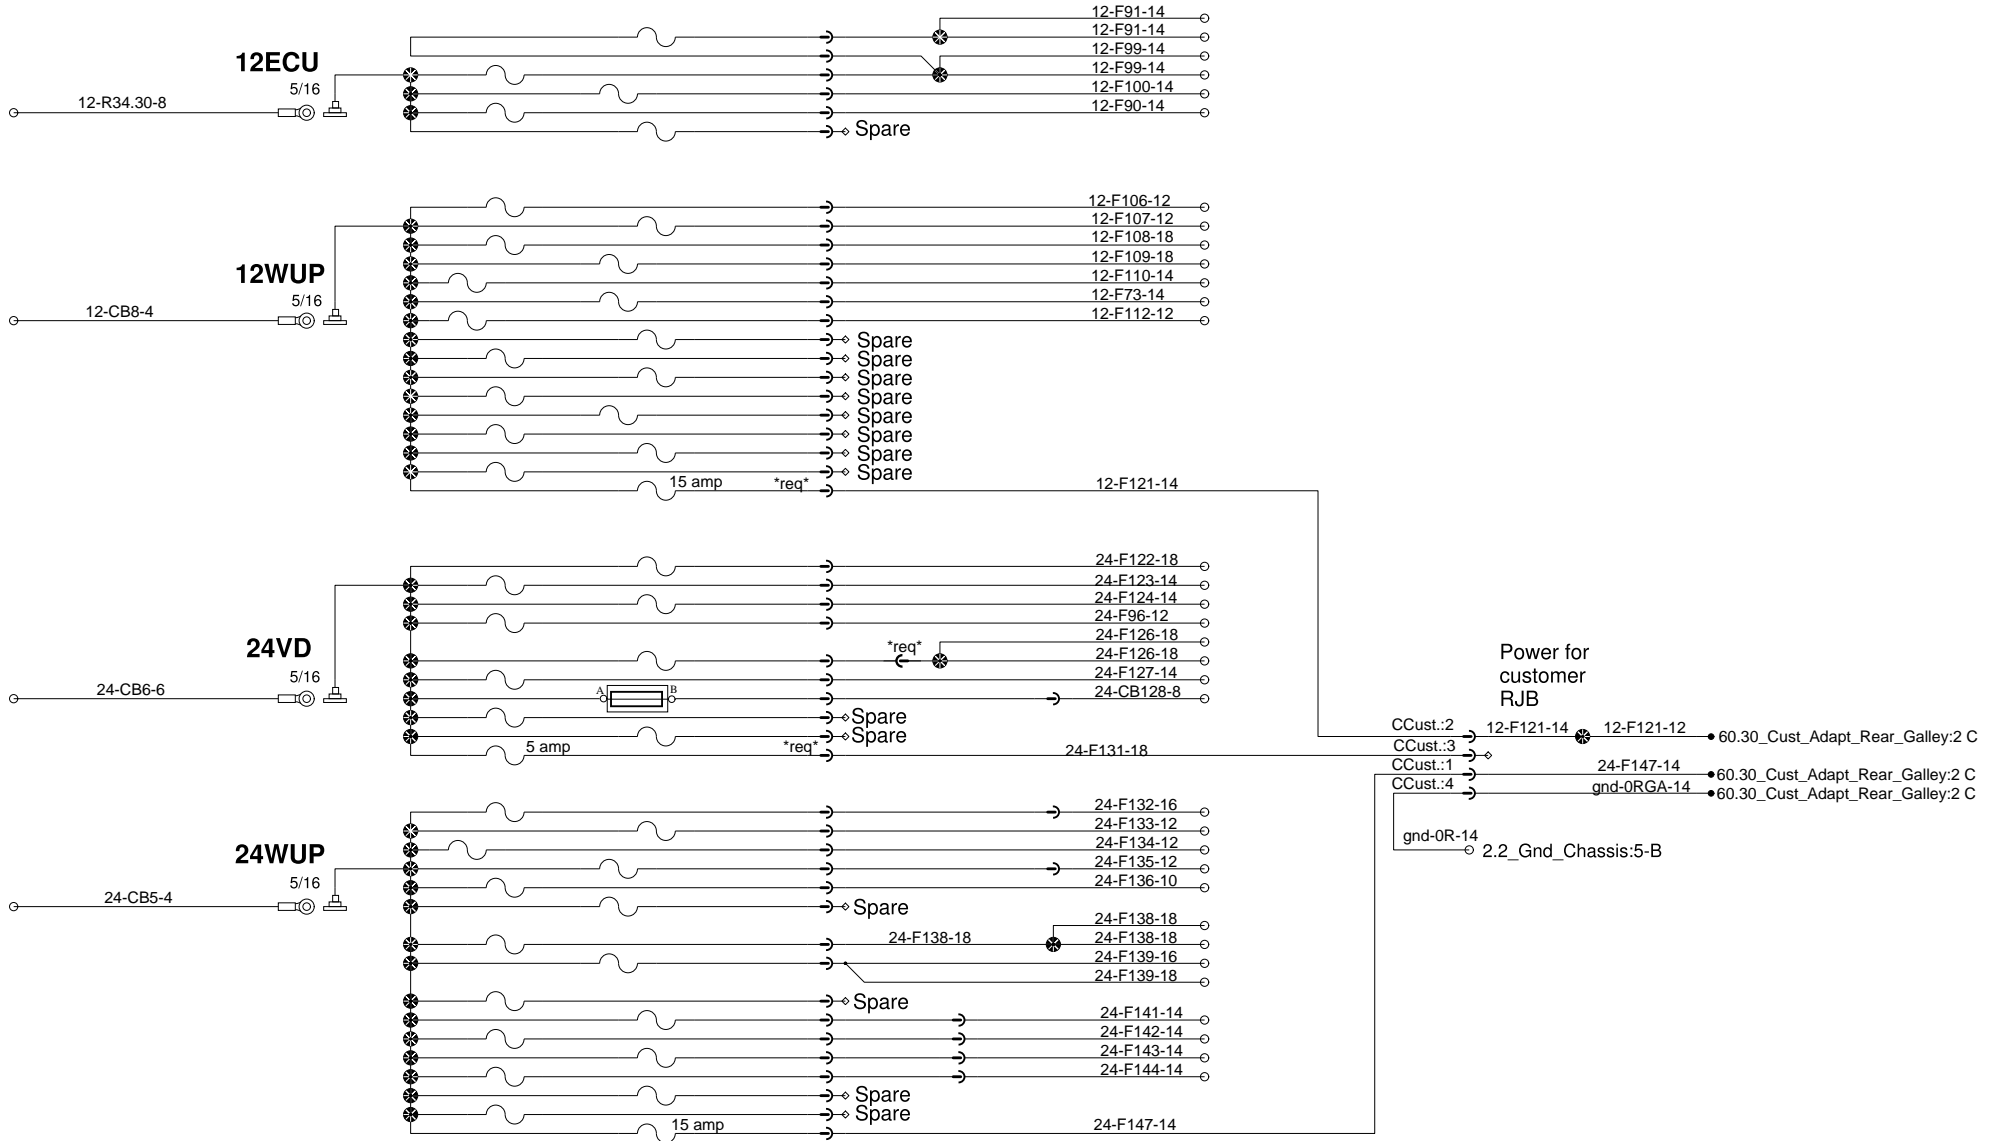 12ECU
5/16
12-R34.30-8
12-F91-14
12-F91-14
12-F99-14
12-F99-14
12-F100-14
12-F90-14
Spare
12WUP
5/16
12-CB8-4
12-F106-12
12-F107-12
12-F108-18
12-F109-18
12-F110-14
12-F73-14
12-F112-12
Spare
Spare
Spare
Spare
Spare
Spare
Spare
Spare
15 amp *req* 12-F121-14
24VD
5/16
24-CB6-6
24-F122-18
24-F123-14
24-F124-14
24-F96-12
24-F126-18
*req* 24-F126-18
24-F127-14
A B 24-CB128-8
Spare
Spare
5 amp *req* 24-F131-18
Power for
customer
RJB
CCust.:2 12-F121-14 12-F121-12 60.30_Cust_Adapt_Rear_Galley:2 C
CCust.:3
CCust.:1 24-F147-14 60.30_Cust_Adapt_Rear_Galley:2 C
CCust.:4 gnd-0RGA-14 60.30_Cust_Adapt_Rear_Galley:2 C
gnd-0R-14 2.2_Gnd_Chassis:5-B
24WUP
5/16
24-CB5-4
24-F132-16
24-F133-12
24-F134-12
24-F135-12
24-F136-10
Spare
24-F138-18
24-F138-18 24-F138-18
24-F139-16
24-F139-18
Spare
24-F141-14
24-F142-14
24-F143-14
24-F144-14
Spare
Spare
15 amp 24-F147-14